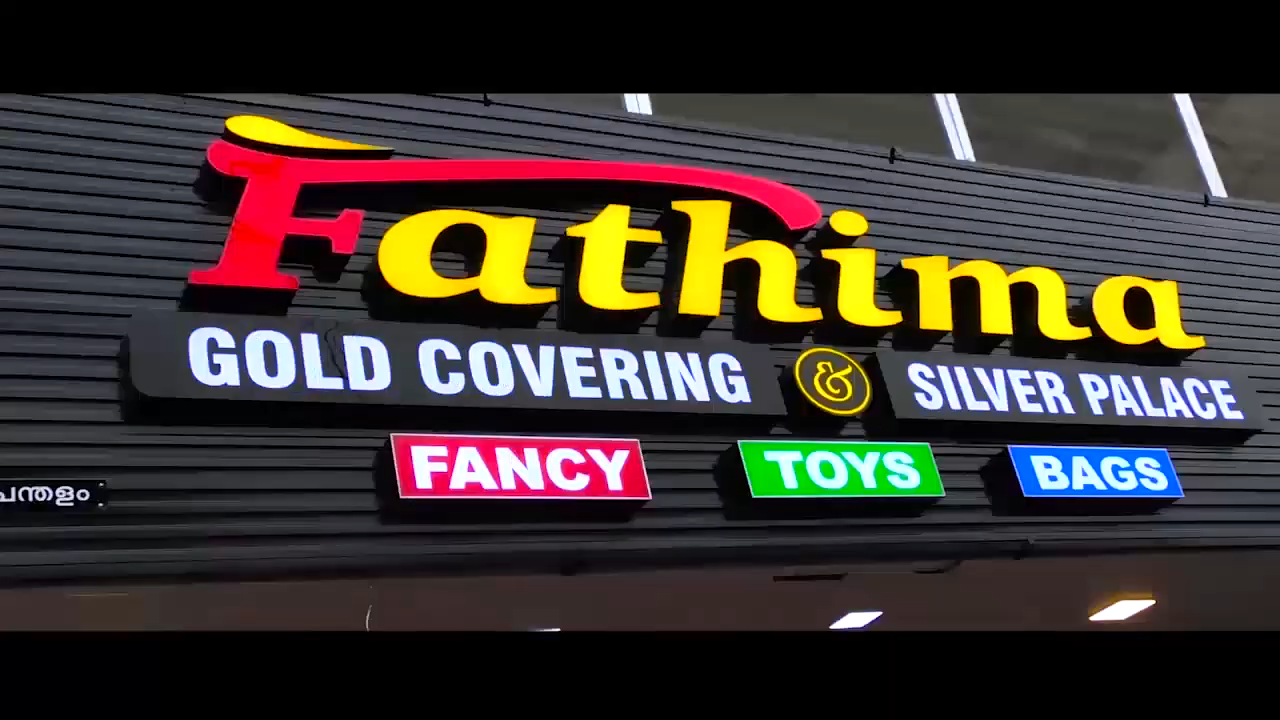 Fathima
GOLD COVERING & SILVER PALACE
FANCY TOYS BAGS
പന്തളം